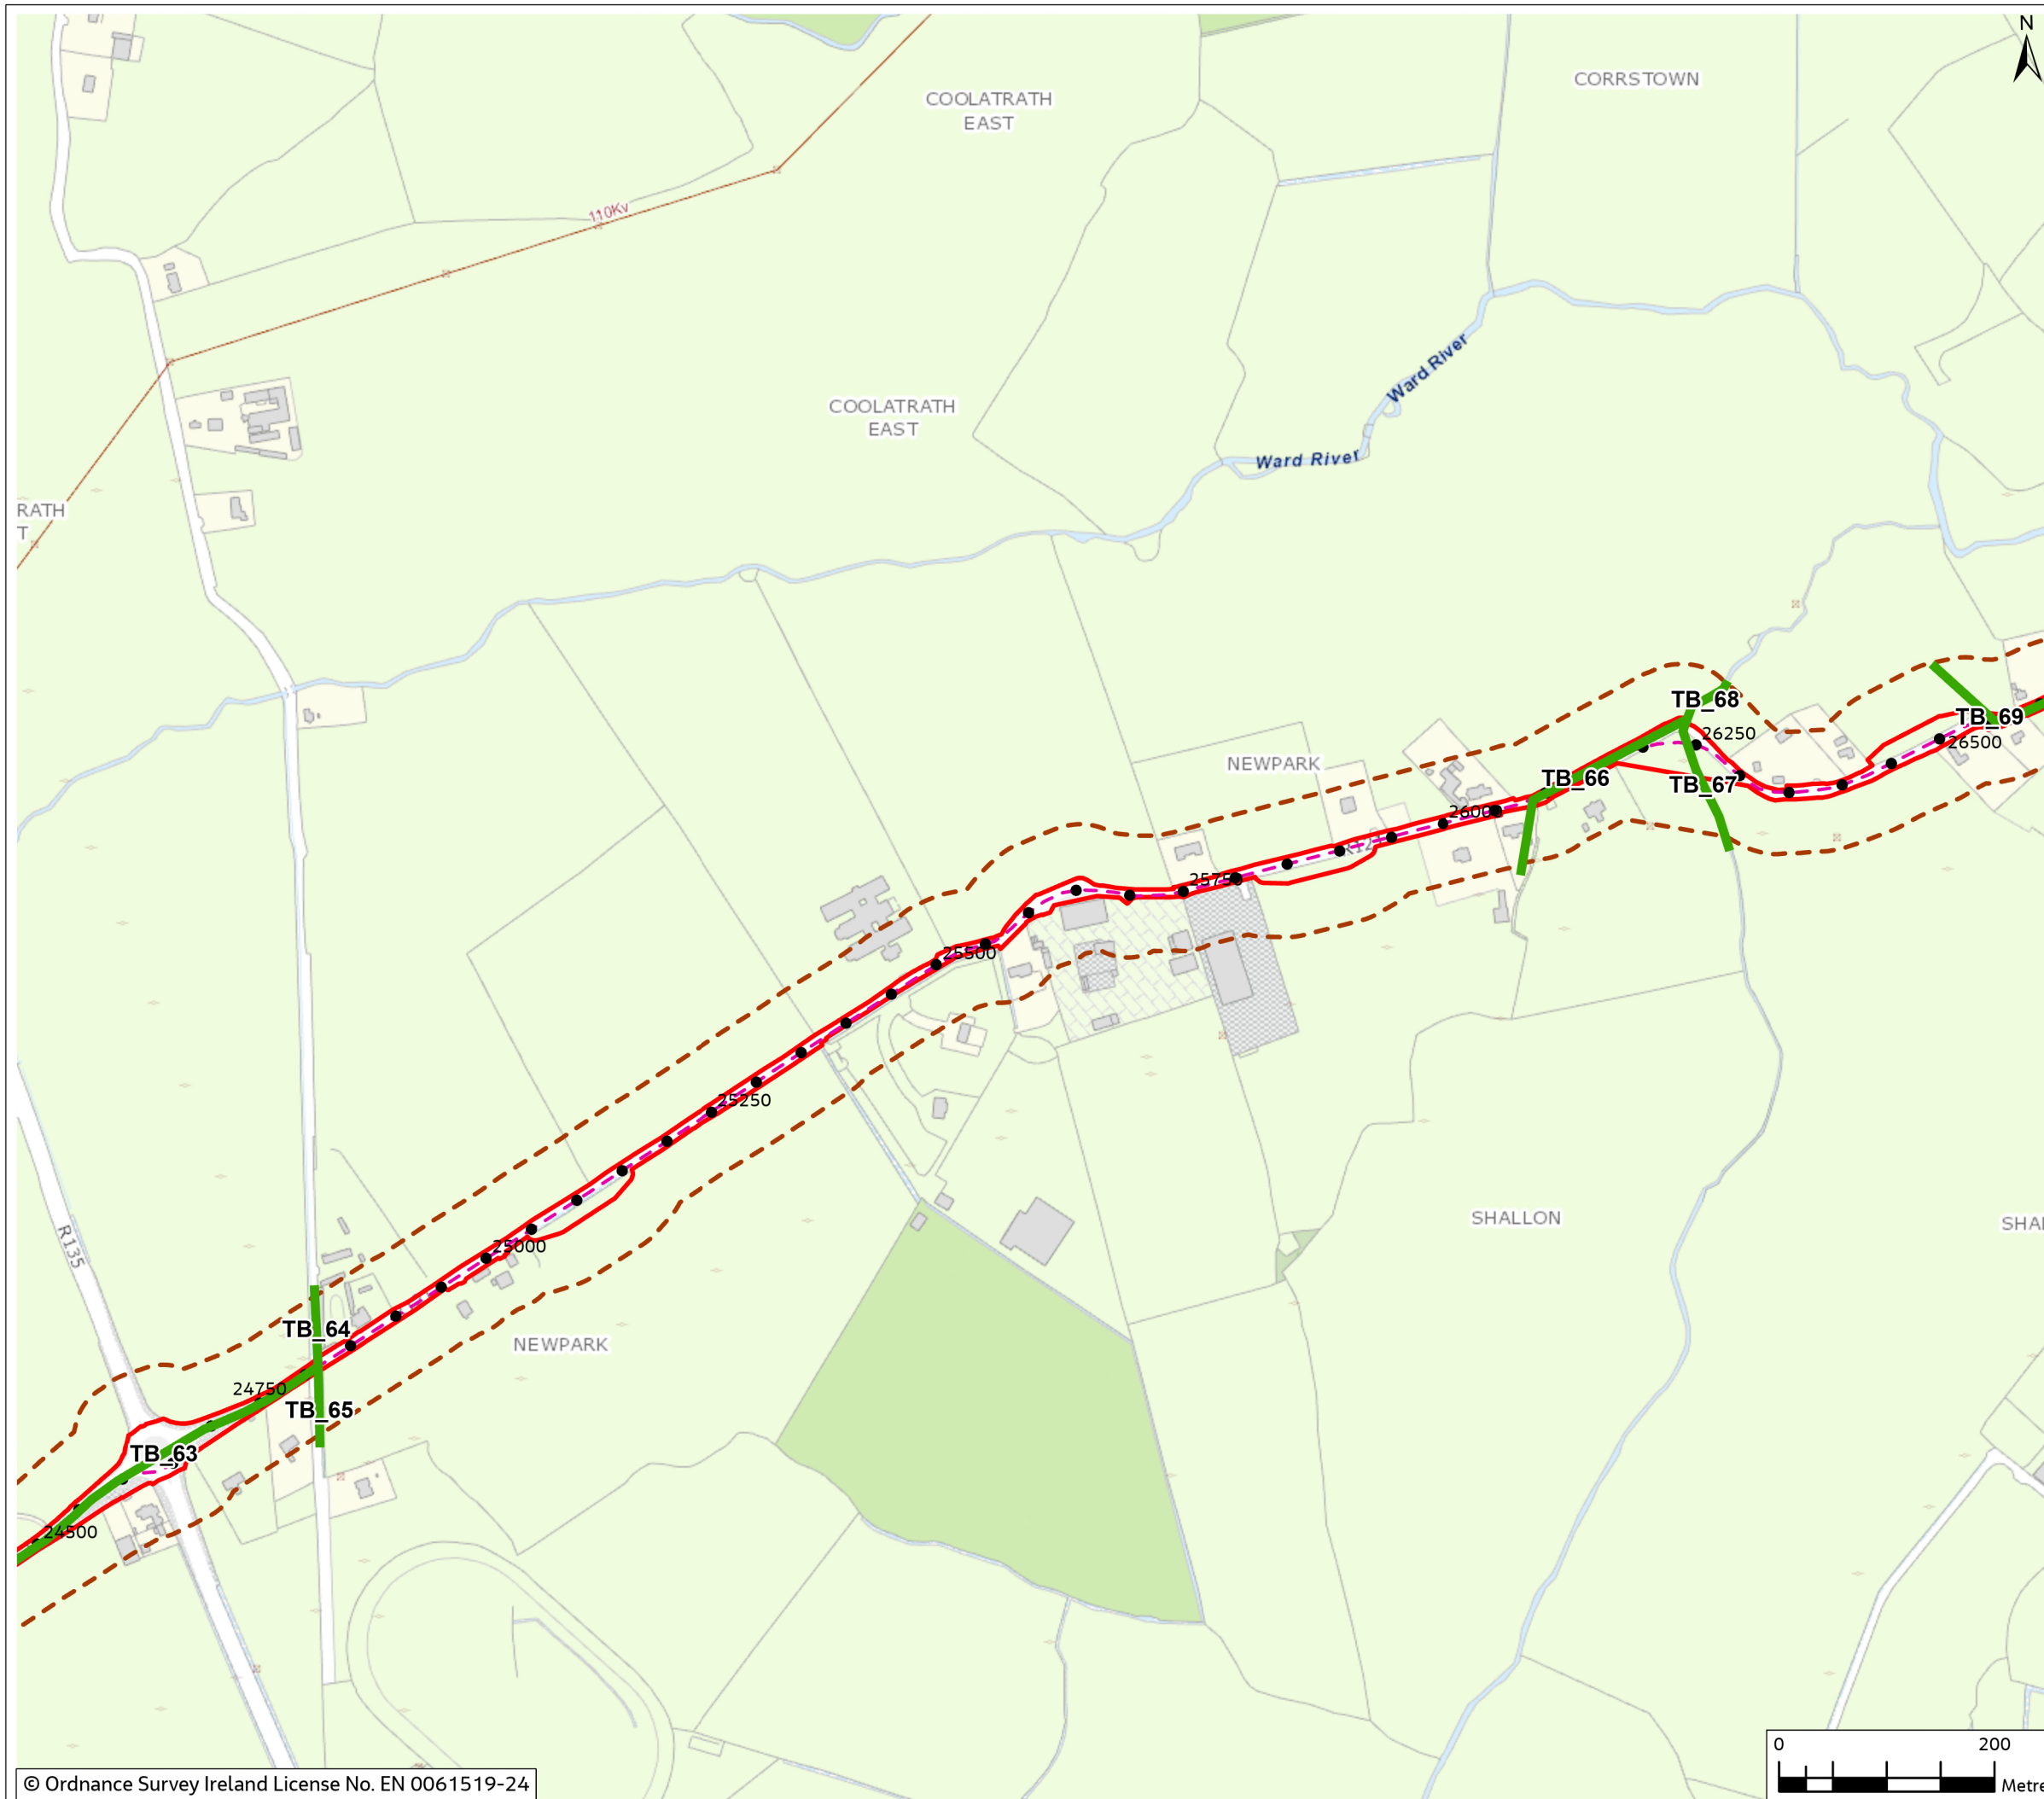 N
CORRSTOWN
COOLATRATH
EAST
110Kv
Ward River
COOLATRATH
EAST
Ward River
RATH
T
TB_68
TB_69
26250
26500
NEWPARK
TB_66
TB_67
26000
25750
25500
25250
SHALLON
SHAL
R135
25000
TB_64
NEWPARK
24750
TB_65
TB_63
24500
0 200
Metre
© Ordnance Survey Ireland License No. EN 0061519-24